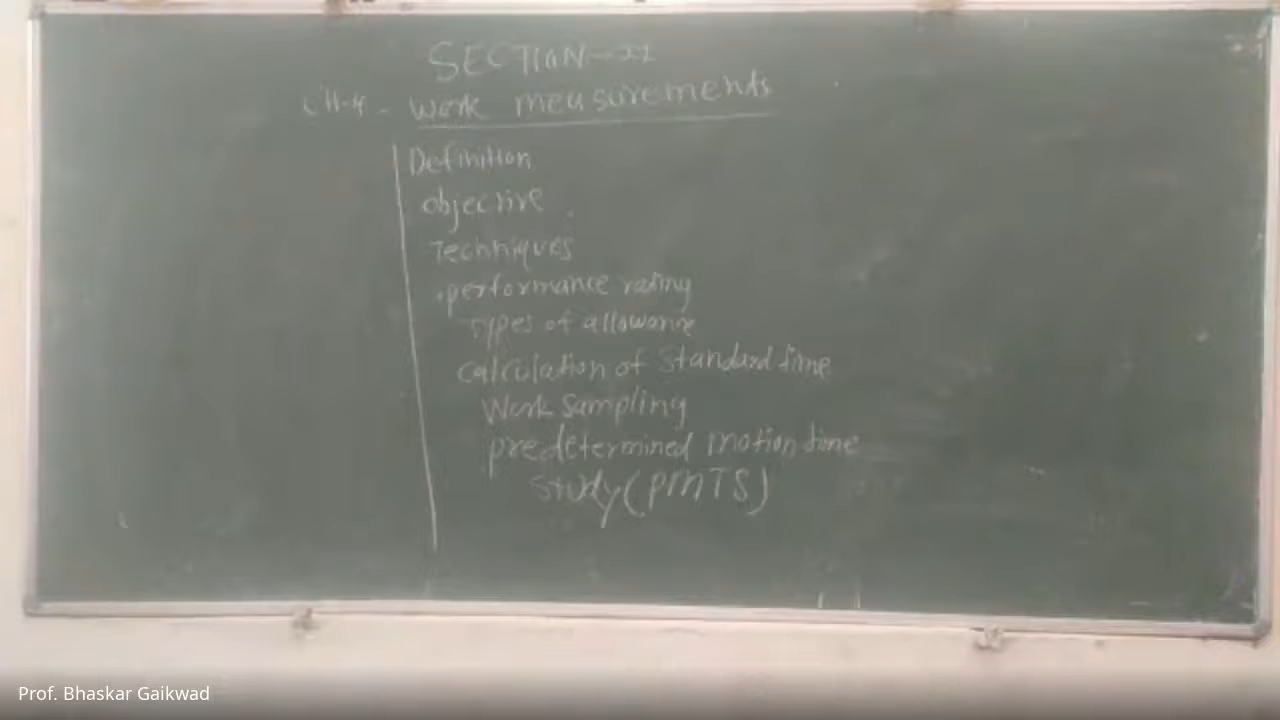 SECTION-II
CH-4 - Work measurements
Definition
objective
Techniques
performance rating
Types of allowance
calculation of Standard time
Work Sampling
predetermined motion time
Study (PMTS)
Prof. Bhaskar Gaikwad